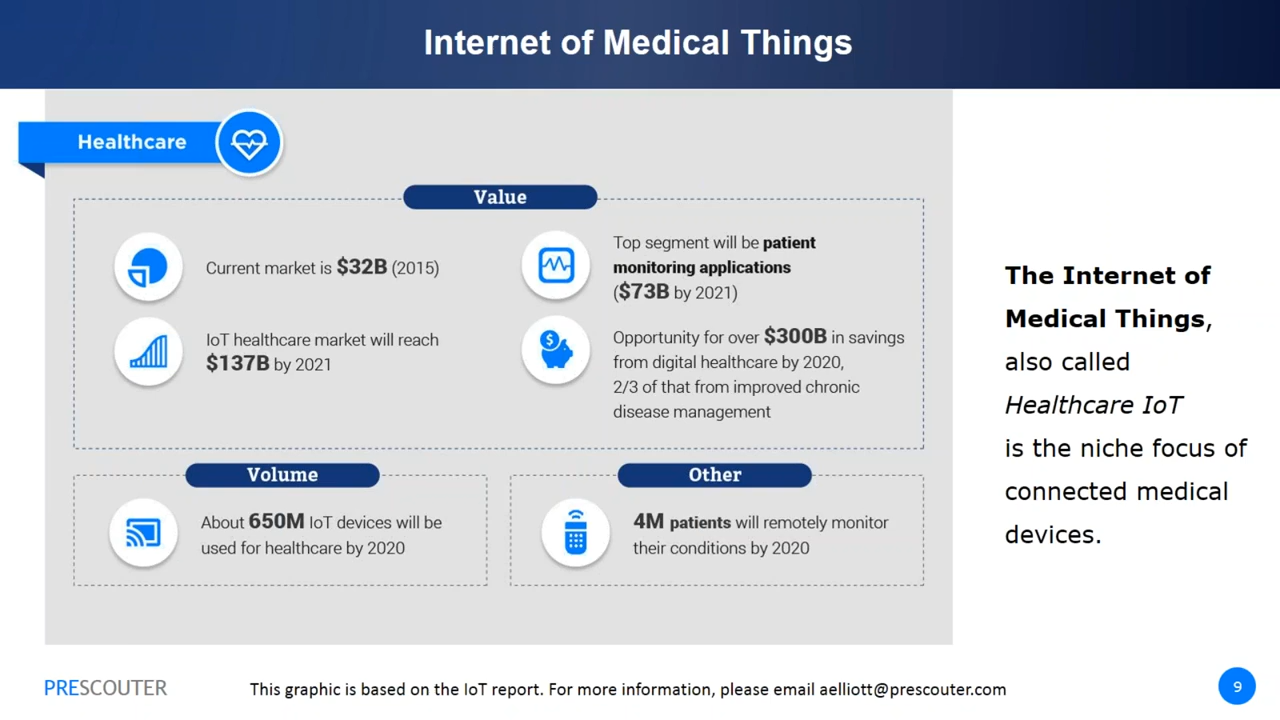 Internet of Medical Things
Healthcare
Value
Current market is $32B (2015)
IoT healthcare market will reach
$137B by 2021
Top segment will be patient
monitoring applications
($73B by 2021)
Opportunity for over $300B in savings
from digital healthcare by 2020,
2/3 of that from improved chronic
disease management
Volume
About 650M IoT devices will be
used for healthcare by 2020
Other
4M patients will remotely monitor
their conditions by 2020
The Internet of
Medical Things,
also called
Healthcare IoT
is the niche focus of
connected medical
devices.
PRESCOUTER
This graphic is based on the IoT report. For more information, please email aelliott@prescouter.com
9